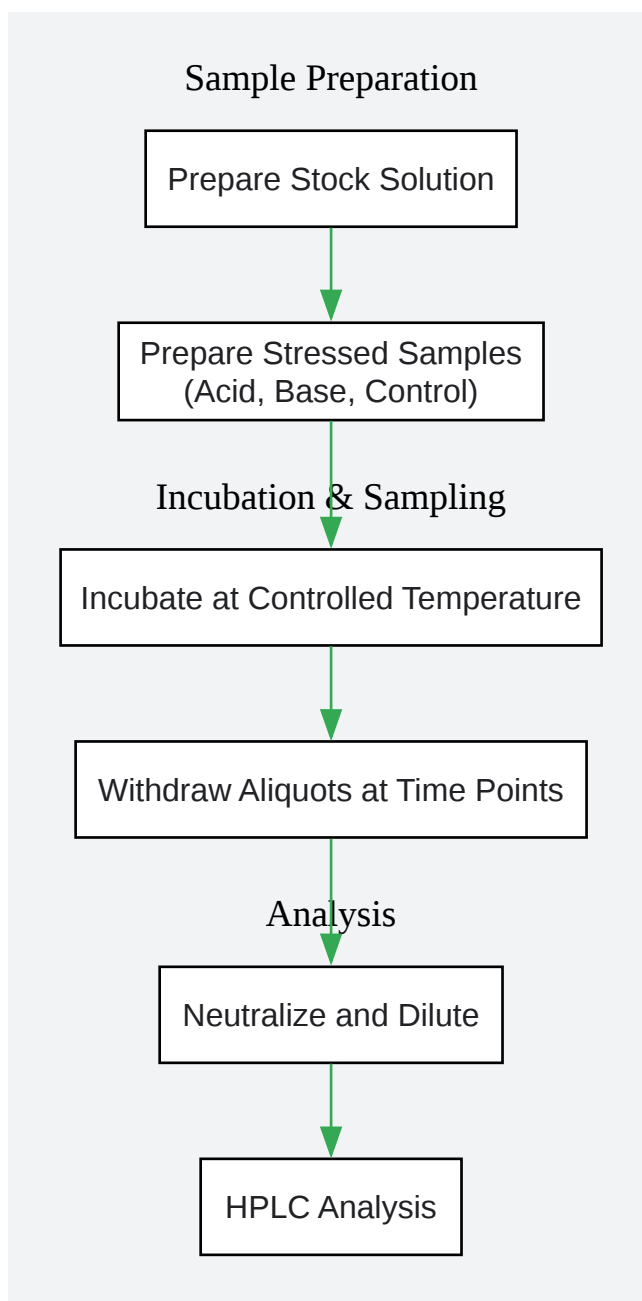 Sample Preparation
Prepare Stock Solution
Prepare Stressed Samples
(Acid, Base, Control)
Incubation & Sampling
Incubate at Controlled Temperature
Withdraw Aliquots at Time Points
Analysis
Neutralize and Dilute
HPLC Analysis